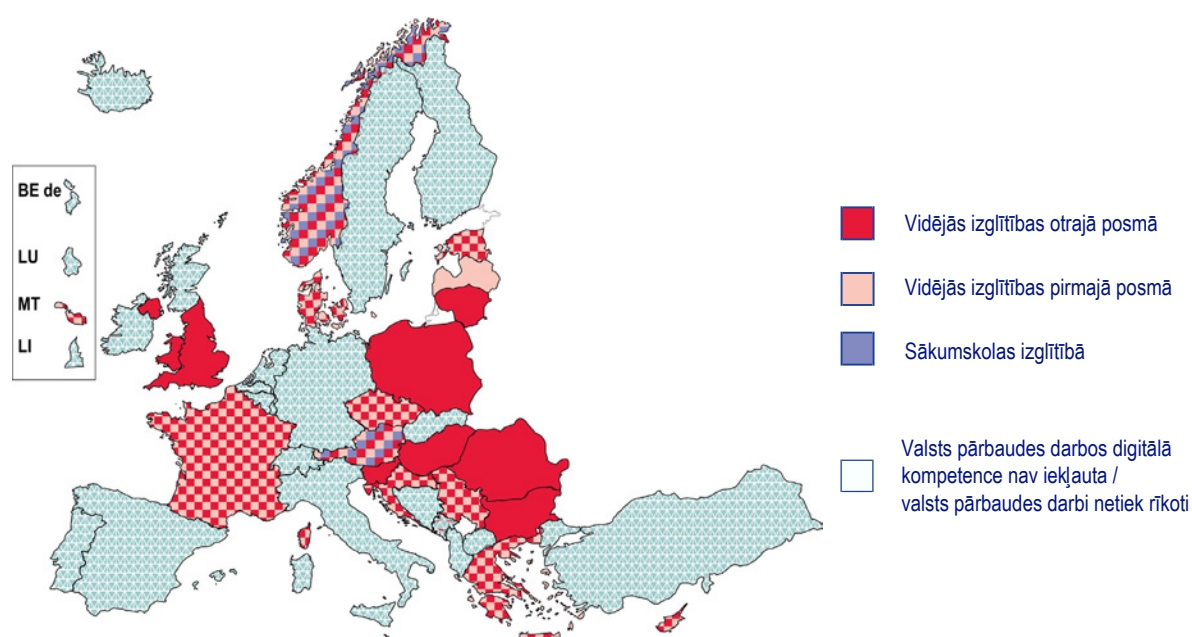 BE de
LU
MT
LI
Vidējās izglītības otrajā posmā
Vidējās izglītības pirmajā posmā
Sākumskolas izglītībā
Valsts pārbaudes darbos digitālā
kompetence nav iekļauta /
valsts pārbaudes darbi netiek rīkoti